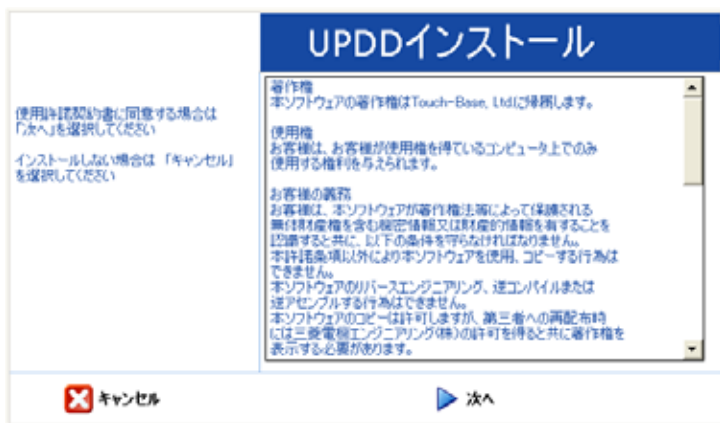 UPDDインストール
使用許諾契約書に同意する場合は
「次へ」を選択してください
インストールしない場合は 「キャンセル」
を選択してください
著作権
本ソフトウェアの著作権はTouch-Base, Ltdに帰属します。
使用権
お客様は、お客様が使用権を得ているコンピュータ上でのみ
使用する権利を与えられます。
お客様の義務
お客様は、本ソフトウェアが著作権法等によって保護される
無体財産権を含む機密情報又は財産的情報を有することを
認識すると共に、以下の条件を守らなければなりません。
本許諾条項以外により本ソフトウェアを使用、コピーする行為は
できません。
本ソフトウェアのリバースエンジニアリング、逆コンパイルまたは
逆アセンブルする行為はできません。
本ソフトウェアのコピーは許可しますが、第三者への再配布時
には三菱電機エンジニアリング(株)の許可を得ると共に著作権を
表示する必要があります。
キャンセル
次へ